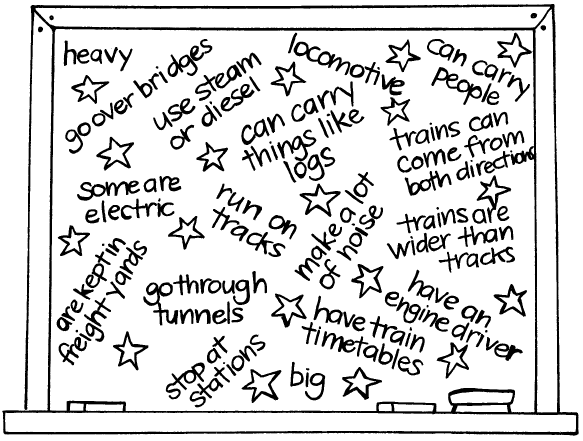 heavy
go over bridges
use steam
or diesel
locomotive
can carry
people
can carry
things like
logs
trains can
come from
both directions
Some are
electric
run on
tracks
make a lot
of noise
trains are
wider than
tracks
are kept in
freight yards
go through
tunnels
have train
timetables
have an
engine driver
stop at
stations
big